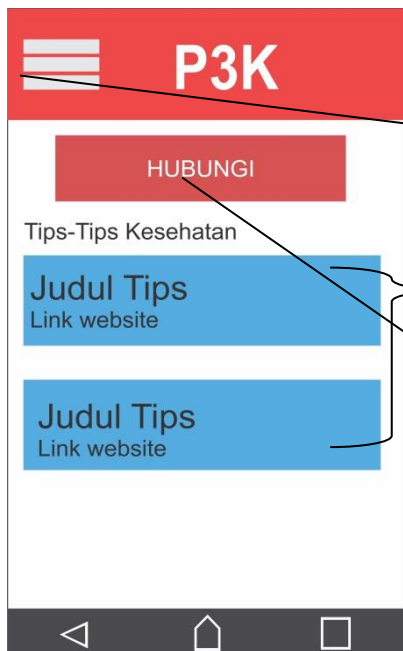 P3K
HUBUNGI
Tips-Tips Kesehatan
Judul Tips
Link website
Judul Tips
Link website